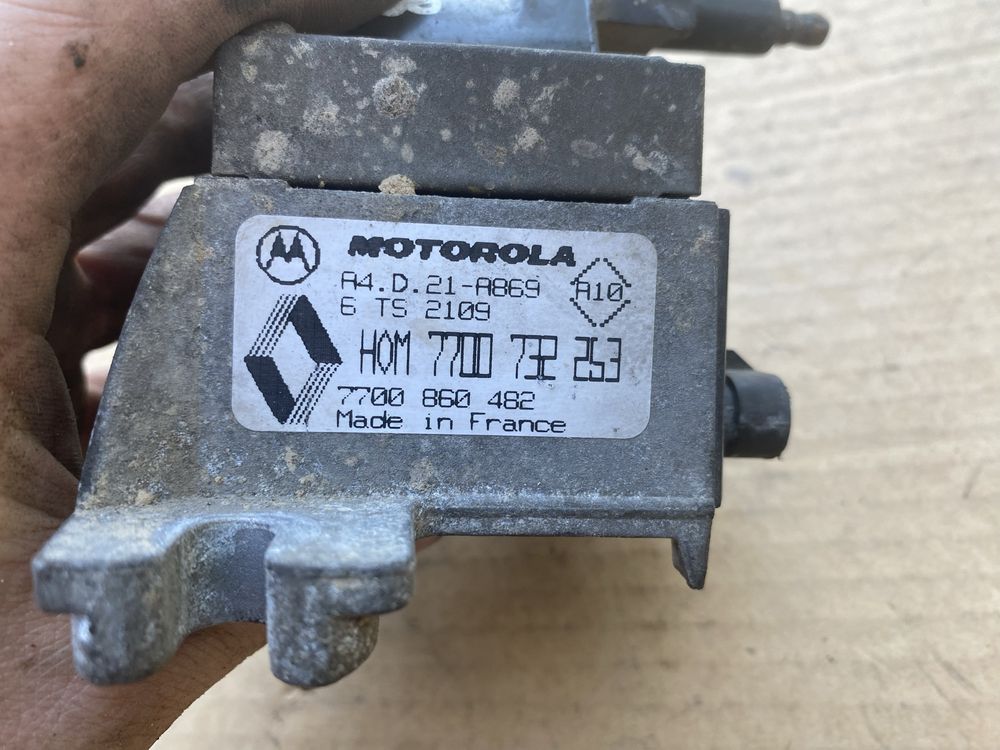 MOTOROLA
A4.D.21-A869
A10
6 TS 2109
HOM 7700 732 263
7700 860 482
Made in France